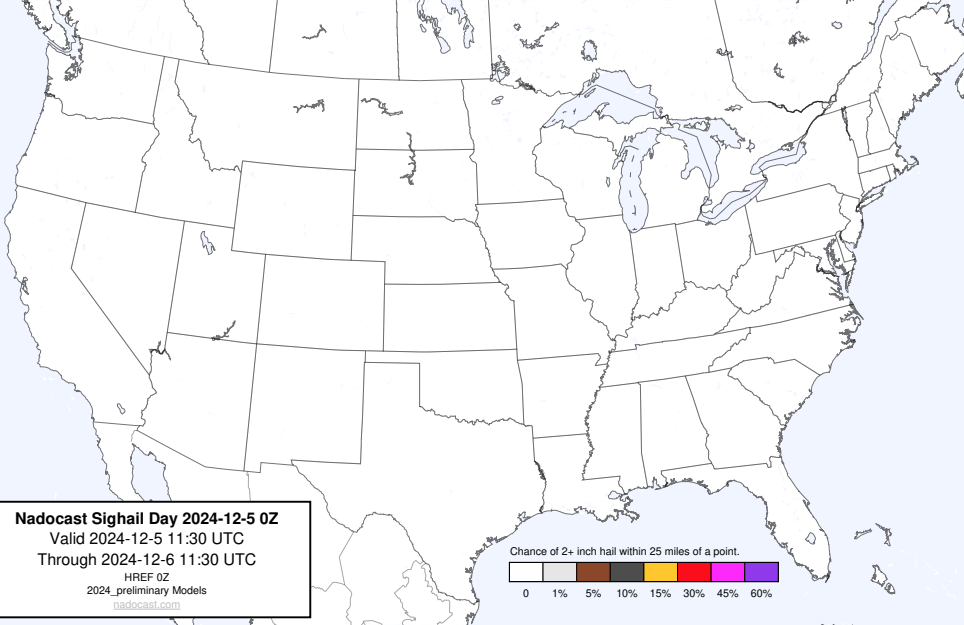 Nadocast Sighail Day 2024-12-5 0Z
Valid 2024-12-5 11:30 UTC
Through 2024-12-6 11:30 UTC
HREF 0Z
2024_preliminary Models
nadocast.com
Chance of 2+ inch hail within 25 miles of a point.
0 1% 5% 10% 15% 30% 45% 60%